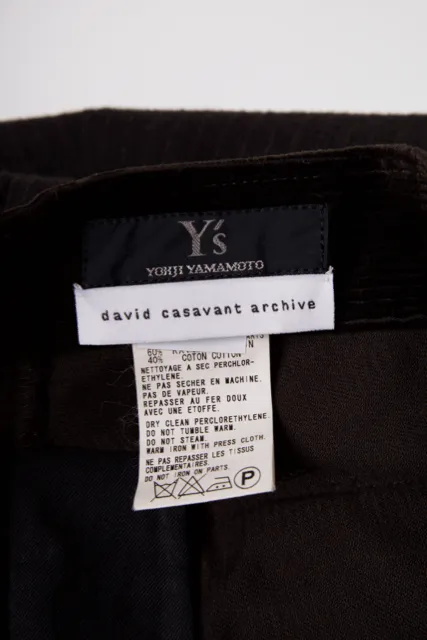 Y's
YOHJI YAMAMOTO
david casavant archive
60%
40% COTON COTTON
NETTOYAGE A SEC PERCHLOR-
ETHYLENE.
NE PAS SECHER EN MACHINE.
PAS DE VAPEUR.
REPASSER AU FER DOUX
AVEC UNE ETOFFE.
DRY CLEAN PERCLORETHYLENE
DO NOT TUMBLE WARM.
DO NOT STEAM.
WARM IRON WITH PRESS CLOTH.
NE PAS REPASSER LES TISSUS
COMPLEMENTAIRES.
DO NOT IRON ON PARTS.
P